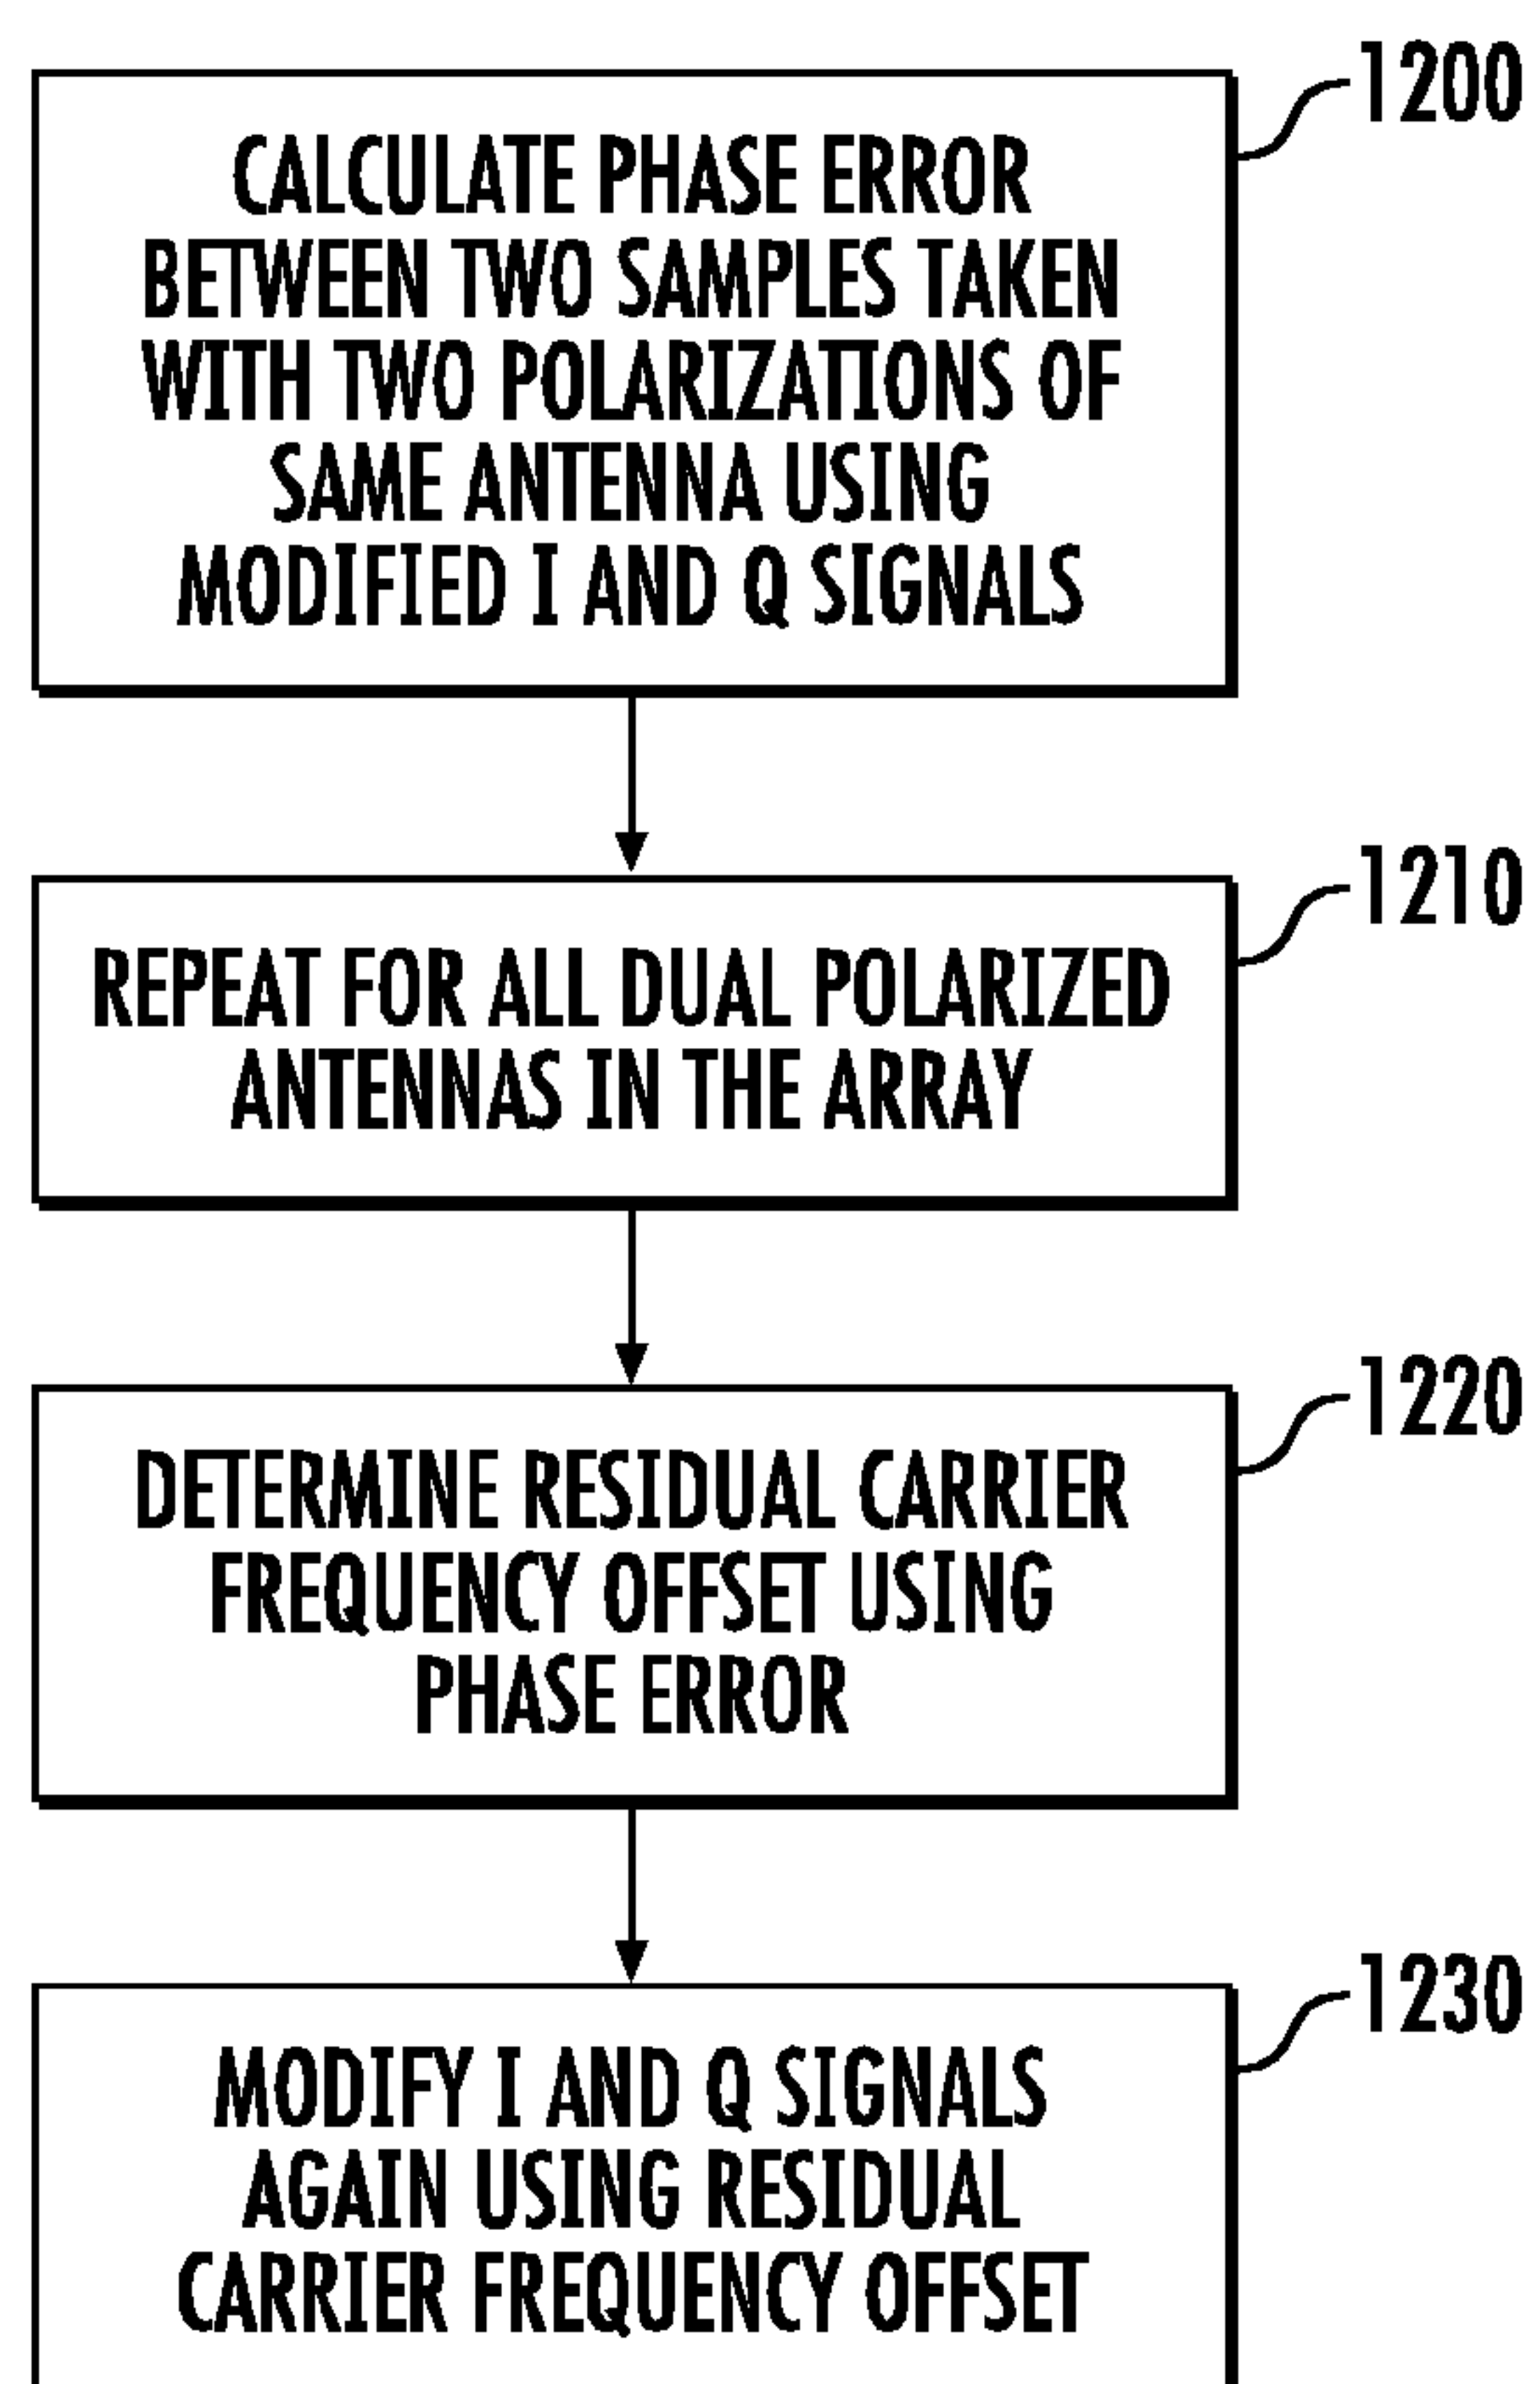 1200
CALCULATE PHASE ERROR
BETWEEN TWO SAMPLES TAKEN
WITH TWO POLARIZATIONS OF
SAME ANTENNA USING
MODIFIED I AND Q SIGNALS
1210
REPEAT FOR ALL DUAL POLARIZED
ANTENNAS IN THE ARRAY
1220
DETERMINE RESIDUAL CARRIER
FREQUENCY OFFSET USING
PHASE ERROR
1230
MODIFY I AND Q SIGNALS
AGAIN USING RESIDUAL
CARRIER FREQUENCY OFFSET